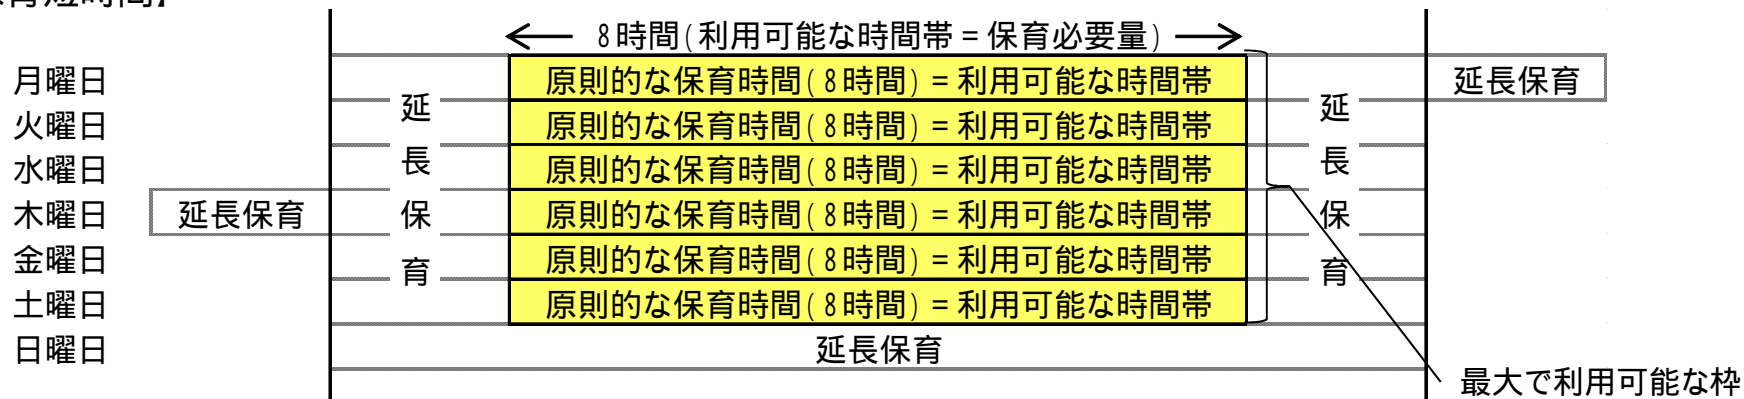 育短時間】
8時間(利用可能な時間帯=保育必要量)
月曜日 原則的な保育時間(8時間)=利用可能な時間帯 延長保育
火曜日 原則的な保育時間(8時間)=利用可能な時間帯
水曜日 原則的な保育時間(8時間)=利用可能な時間帯
木曜日 延長保育 原則的な保育時間(8時間)=利用可能な時間帯
金曜日 原則的な保育時間(8時間)=利用可能な時間帯
土曜日 原則的な保育時間(8時間)=利用可能な時間帯
延長保育
延長保育
日曜日 延長保育
最大で利用可能な枠